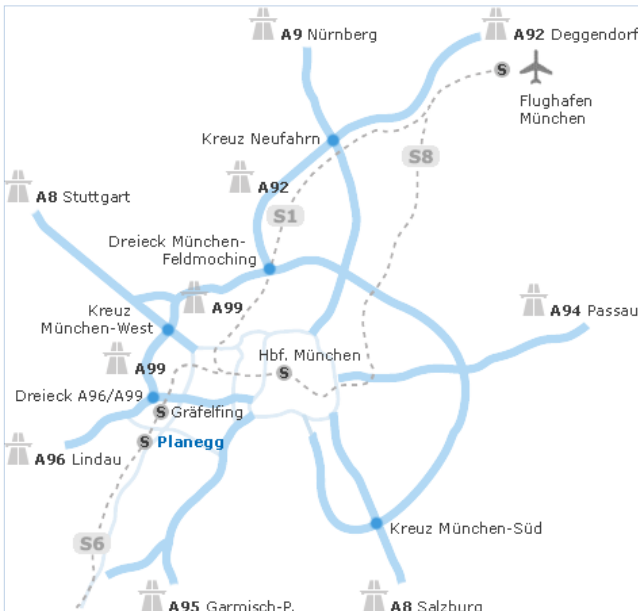 A9 Nürnberg
A92 Deggendorf
Flughafen
München
Kreuz Neufahrn
S8
A92
A8 Stuttgart
S1
Dreieck München-
Feldmoching
A99
Kreuz
München-West
A94 Passau
Hbf. München
A99
Dreieck A96/A99
S Gräfelfing
S Planegg
A96 Lindau
Kreuz München-Süd
S6
A95 Garmisch-P.
A8 Salzburg
S
S